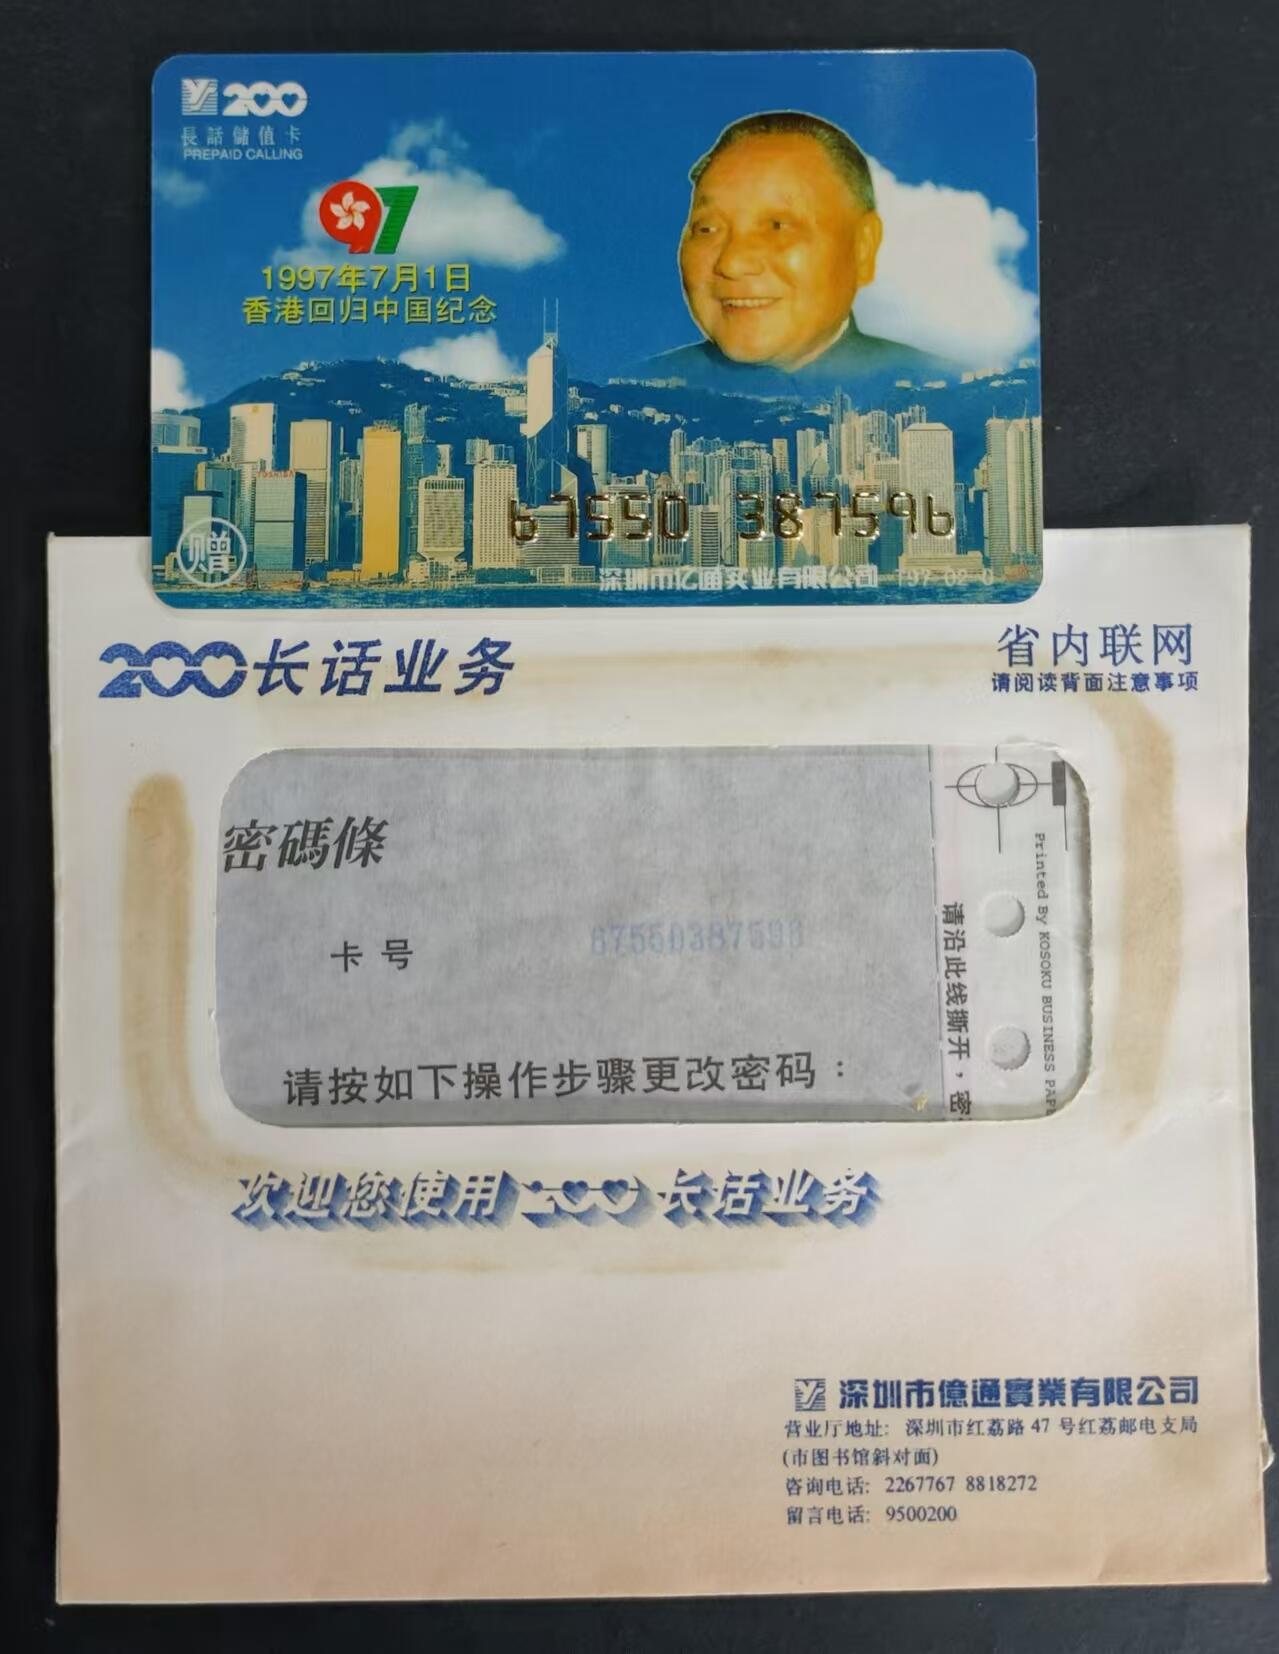 200
長話儲值卡
PREPAID CALLING
97
1997年7月1日
香港回归中国纪念
TOSHIBA
67550 387596
赠
深圳市亿通实业有限公司
200长话业务
省内联网
请阅读背面注意事项
密碼條
卡号
67550387596
请按如下操作步骤更改密码：
请沿此线撕开，密
Printed By KOSOKU BUSINESS PAP
欢迎您使用200长话业务
深圳市億通實業有限公司
营业厅地址: 深圳市红荔路 47 号红荔邮电支局
(市图书馆斜对面)
咨询电话: 2267767 8818272
留言电话: 9500200